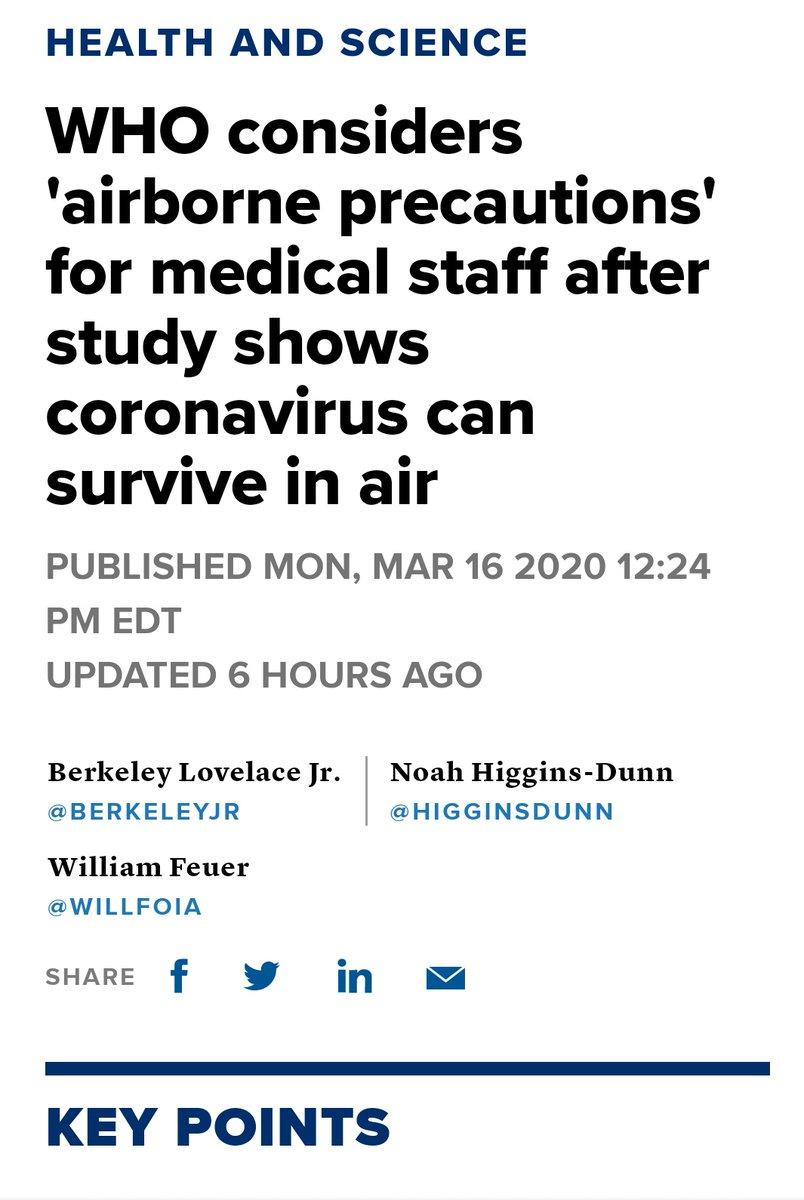 HEALTH AND SCIENCE
WHO considers
'airborne precautions'
for medical staff after
study shows
coronavirus can
survive in air
PUBLISHED MON, MAR 16 2020 12:24
PM EDT
UPDATED 6 HOURS AGO
Berkeley Lovelace Jr.
@BERKELEYJR
Noah Higgins-Dunn
@HIGGINSDUNN
William Feuer
@WILLFOIA
SHARE
KEY POINTS